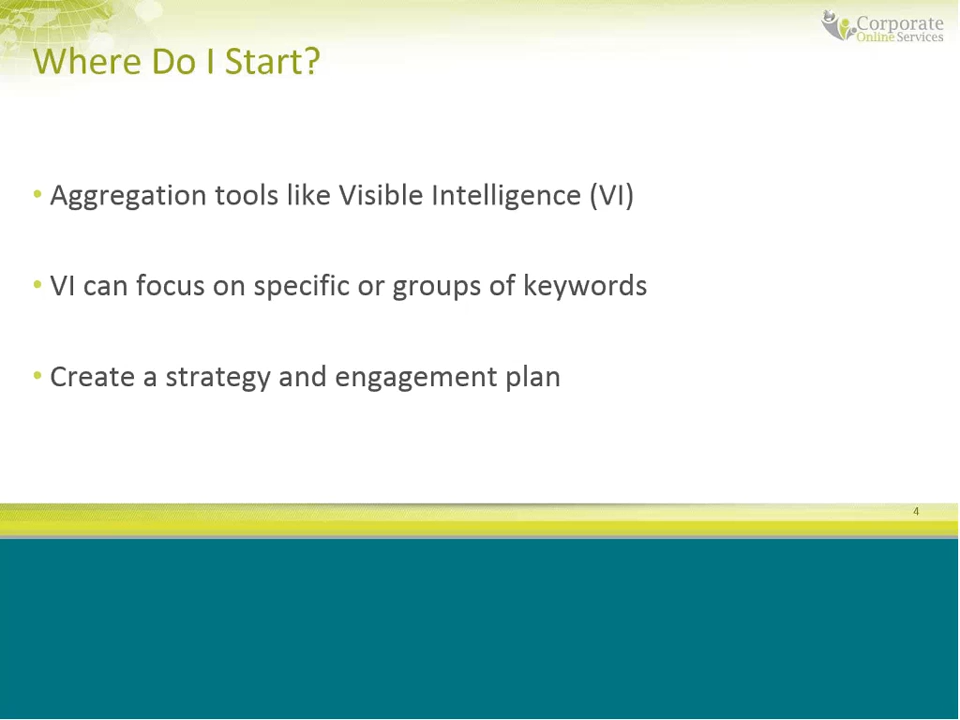 Corporate
Online Services
Where Do I Start?
• Aggregation tools like Visible Intelligence (VI)
• VI can focus on specific or groups of keywords
• Create a strategy and engagement plan
4